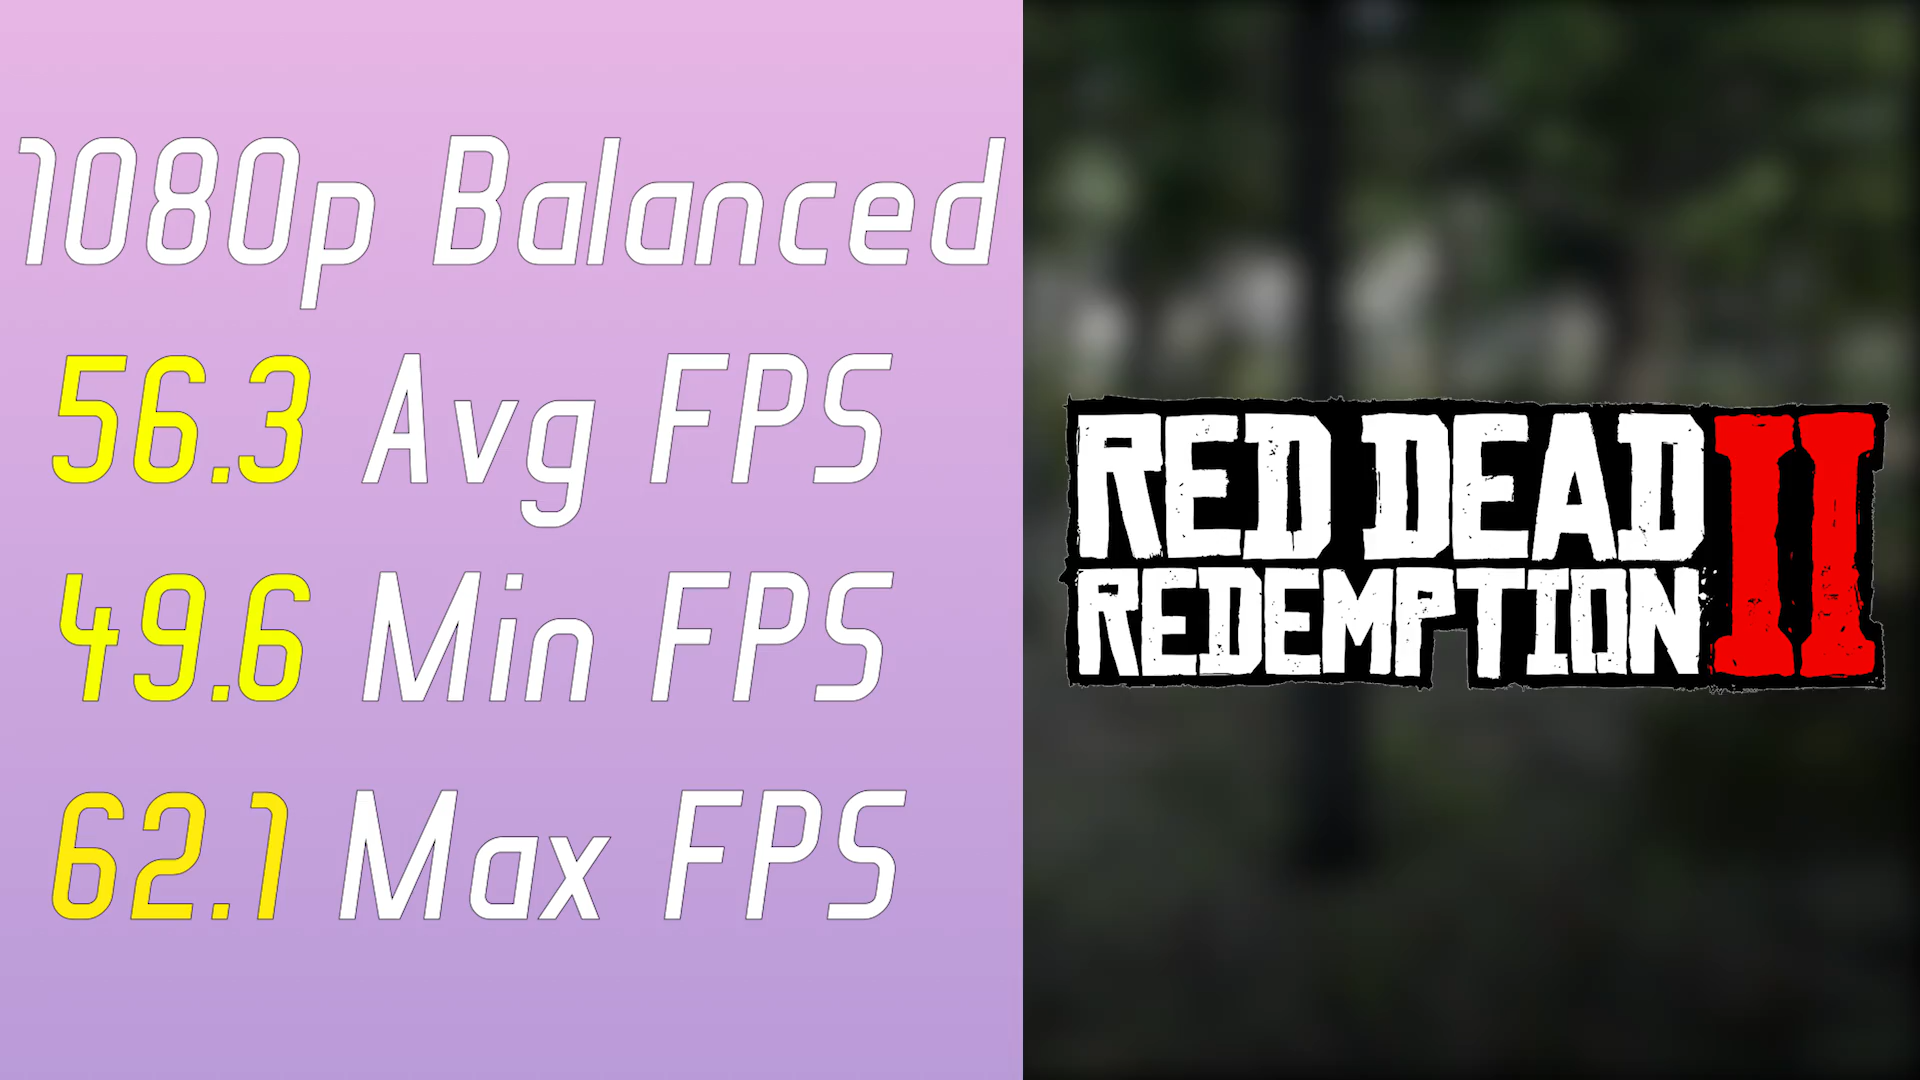 1080p Balanced
56.3 Avg FPS
49.6 Min FPS
62.1 Max FPS
RED DEAD
REDEMPTION II